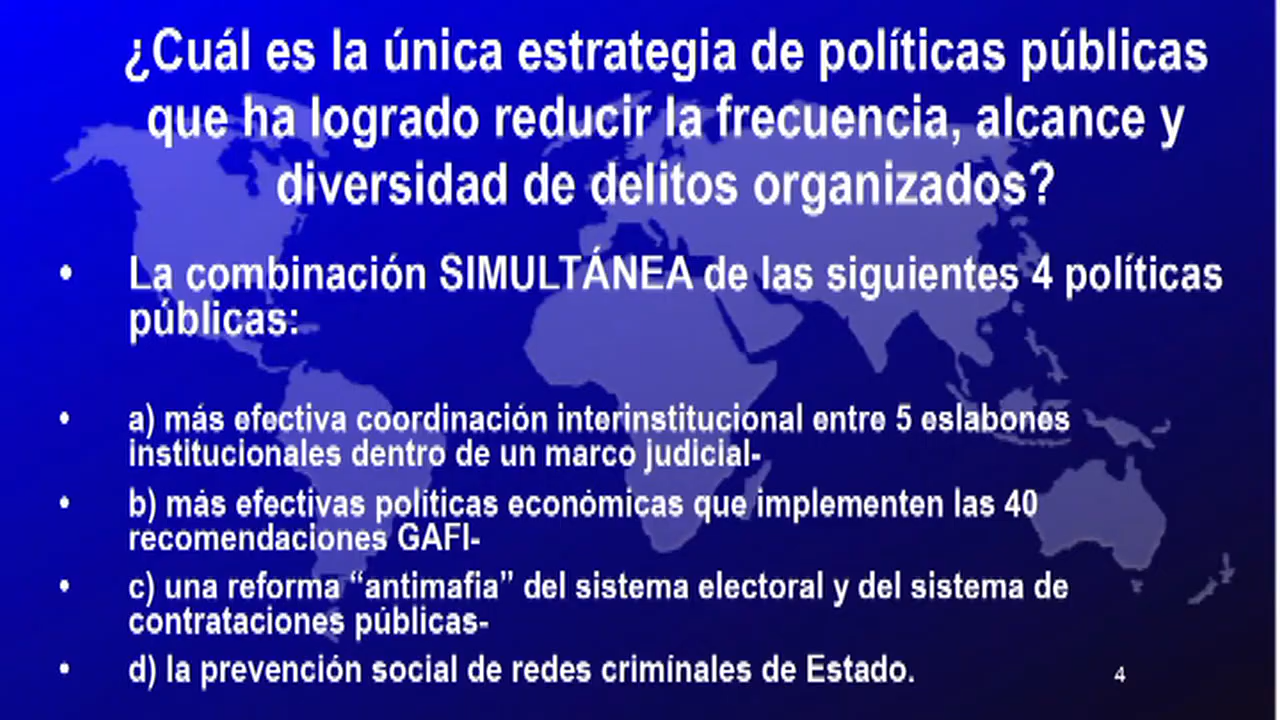 ¿Cuál es la única estrategia de políticas públicas
que ha logrado reducir la frecuencia, alcance y
diversidad de delitos organizados?
• La combinación SIMULTÁNEA de las siguientes 4 políticas
públicas:
• a) más efectiva coordinación interinstitucional entre 5 eslabones
institucionales dentro de un marco judicial-
• b) más efectivas políticas económicas que implementen las 40
recomendaciones GAFI-
• c) una reforma “antimafia” del sistema electoral y del sistema de
contrataciones públicas-
• d) la prevención social de redes criminales de Estado.
4